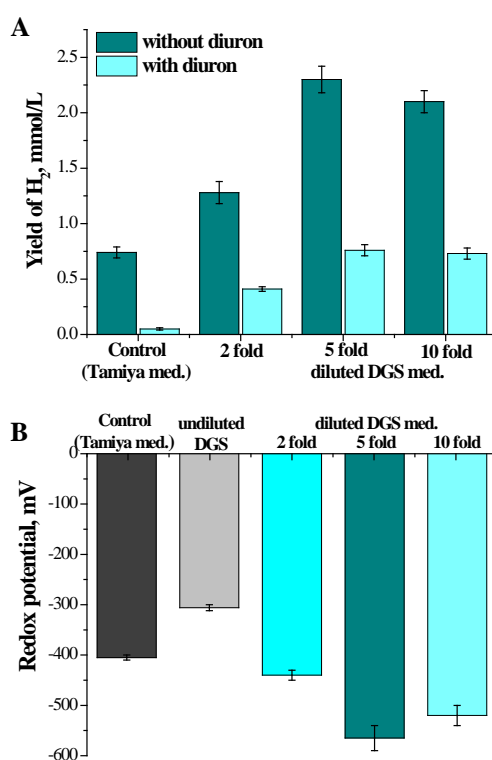 A
without diuron
with diuron
Yield of H2, mmol/L
2.5
2.0
1.5
1.0
0.5
0.0
Control
(Tamiya med.)
2 fold
5 fold
10 fold
diluted DGS med.
B
Control
(Tamiya med.)
undiluted
DGS
diluted DGS med.
2 fold
5 fold
10 fold
Redox potential, mV
0
-100
-200
-300
-400
-500
-600